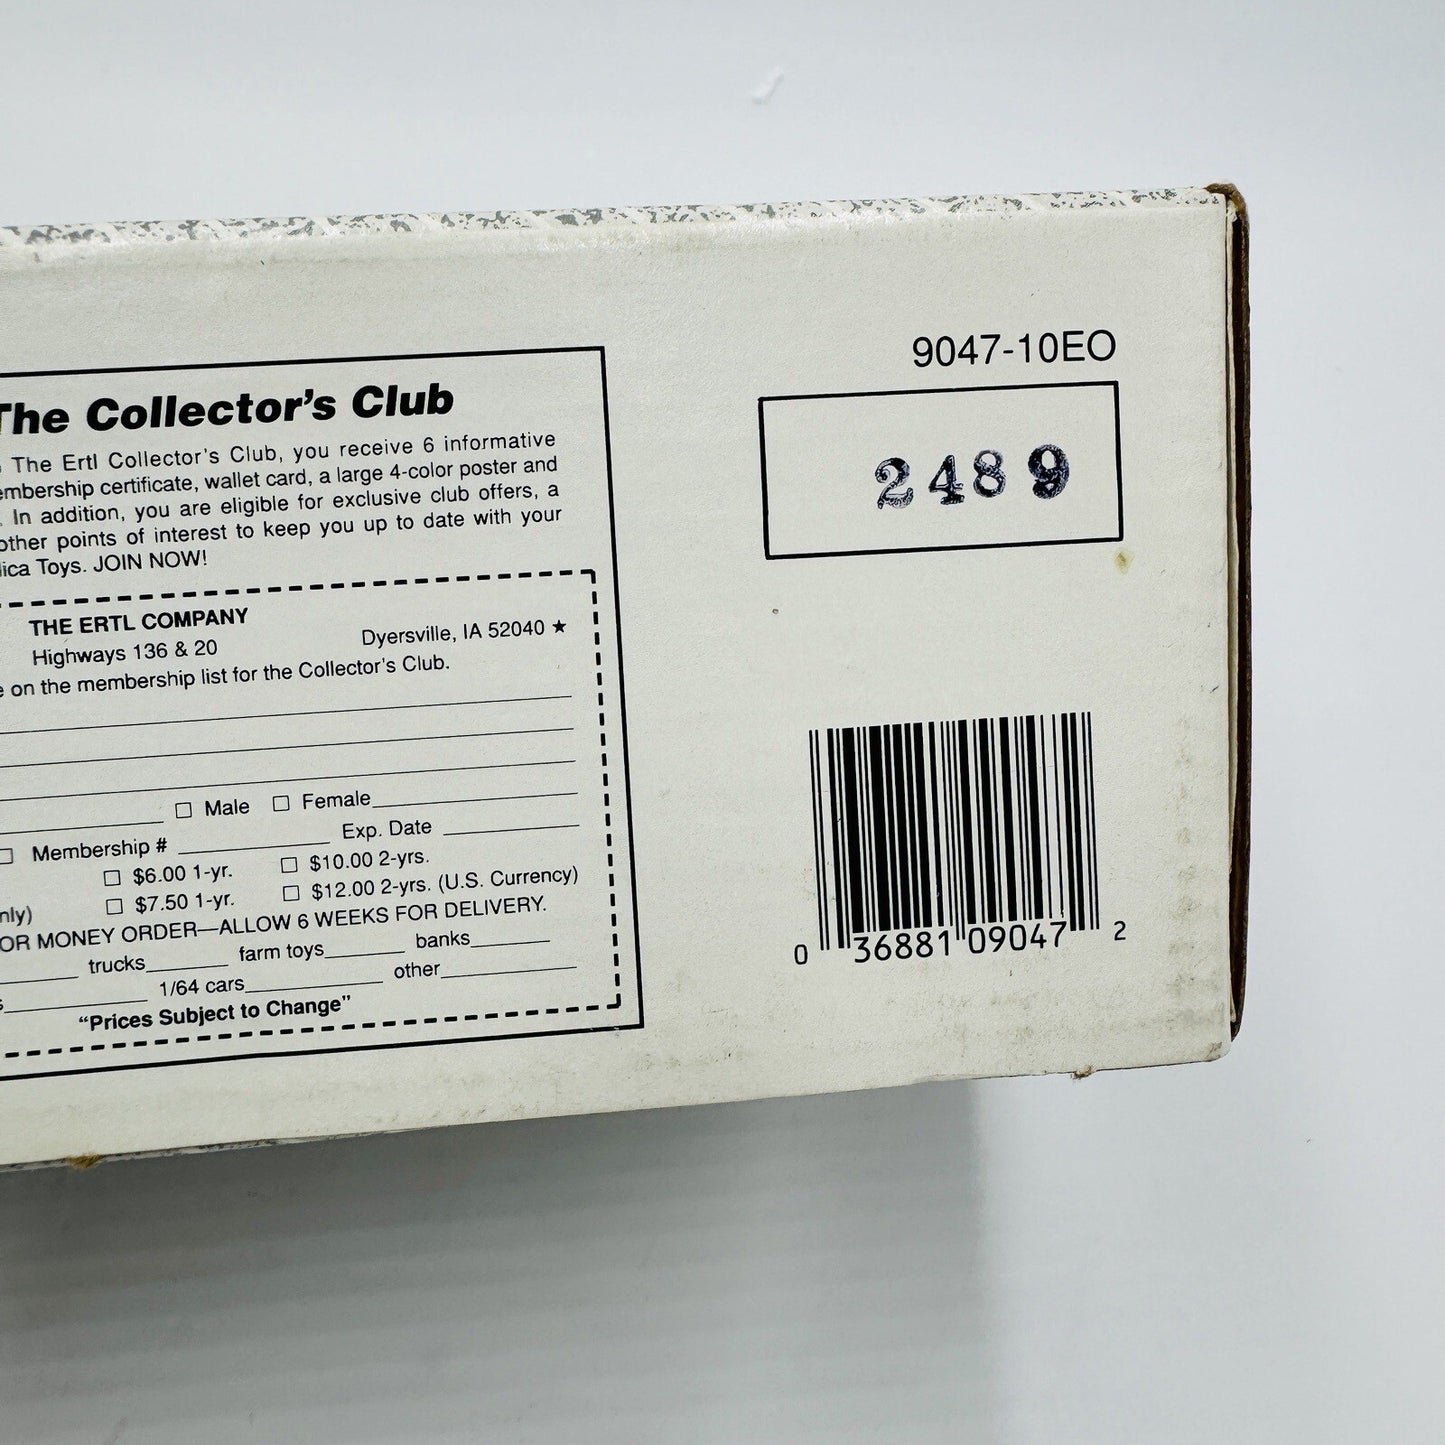 The Collector's Club
The Ertl Collector's Club, you receive 6 informative
certificate, wallet card, a large 4-color poster and
. In addition, you are eligible for exclusive club offers, a
other points of interest to keep you up to date with your
Toys. JOIN NOW!
THE ERTL COMPANY
Highways 136 & 20
Dyersville, IA 52040 ★
on the membership list for the Collector's Club.
☐ Male ☐ Female
☐ Membership # Exp. Date
☐ $6.00 1-yr. ☐ $10.00 2-yrs.
☐ $7.50 1-yr. ☐ $12.00 2-yrs. (U.S. Currency)
OR MONEY ORDER—ALLOW 6 WEEKS FOR DELIVERY.
trucks farm toys banks
1/64 cars other
“Prices Subject to Change”
9047-10EO
2489
0 36881 09047 2